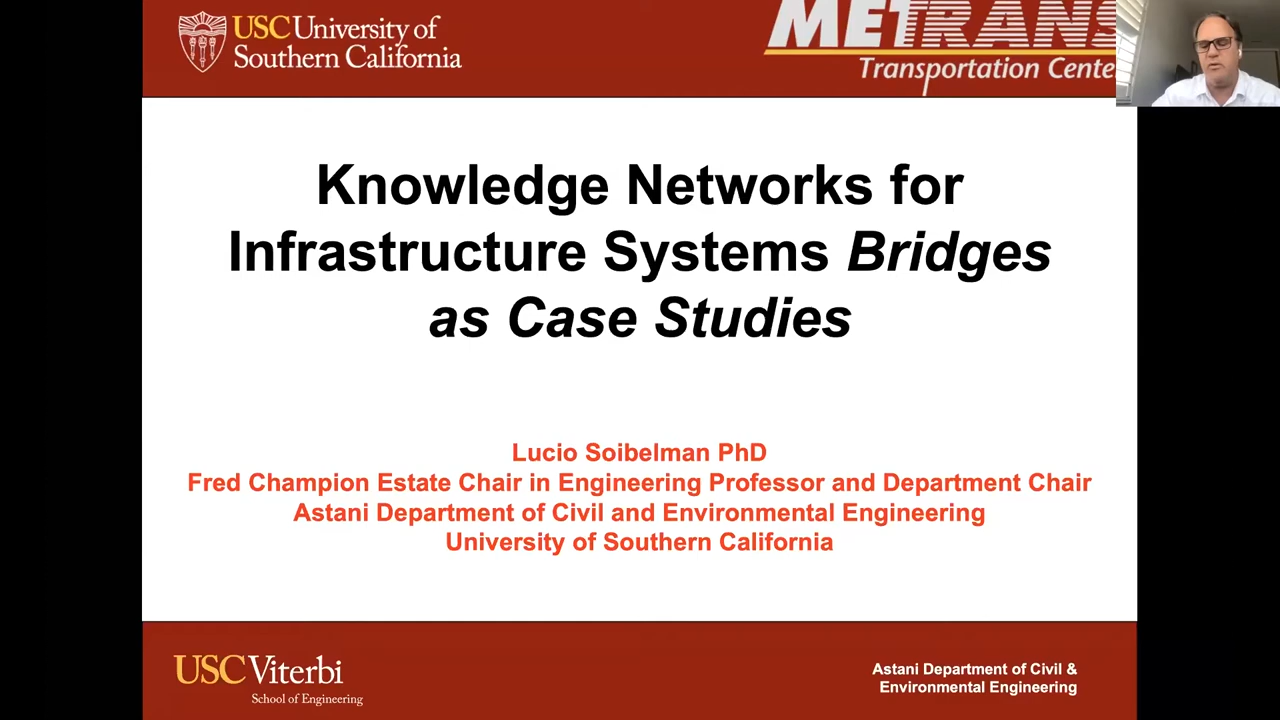 USC University of
Southern California
METRANS
Transportation Cente
Knowledge Networks for
Infrastructure Systems Bridges
as Case Studies
Lucio Soibelman PhD
Fred Champion Estate Chair in Engineering Professor and Department Chair
Astani Department of Civil and Environmental Engineering
University of Southern California
USC Viterbi
School of Engineering
Astani Department of Civil &
Environmental Engineering